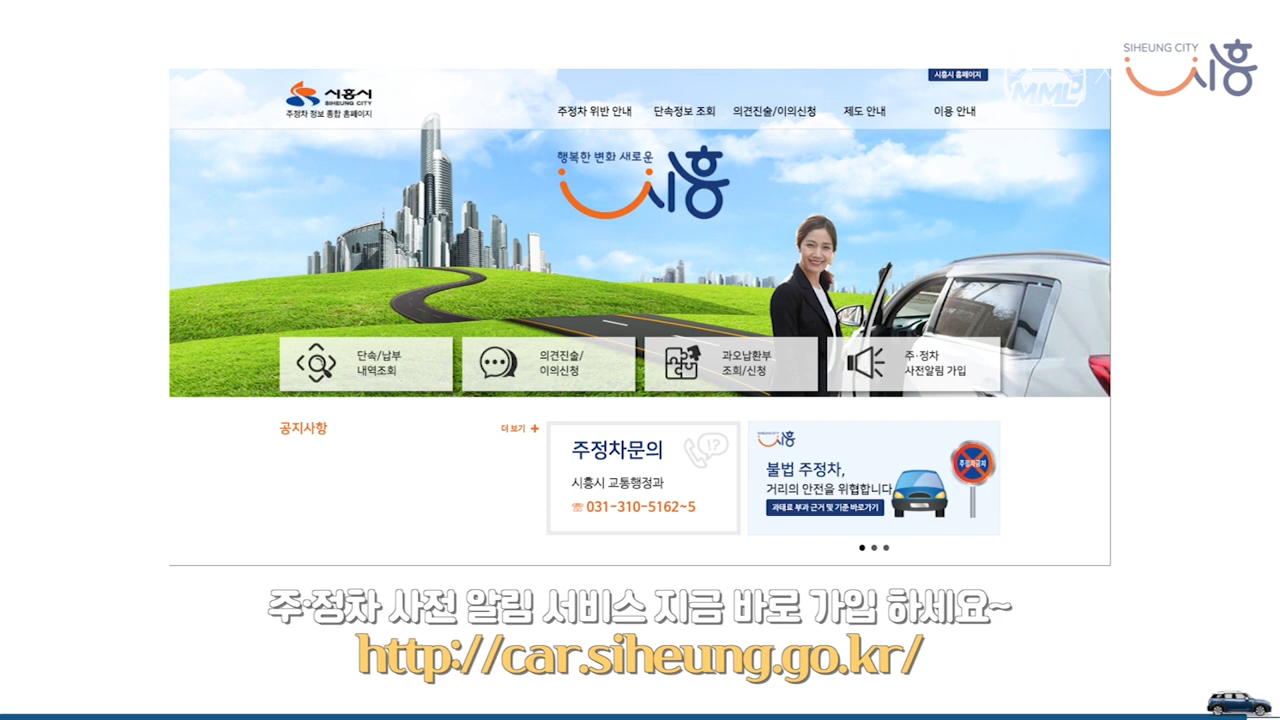 SIHEUNG CITY
시흥
시흥시 홈페이지
MML
시흥시
SIHEUNG CITY
주정차 정보 통합 홈페이지
주정차 위반 안내 단속정보 조회 의견진술/이의신청 제도 안내 이용 안내
행복한 변화 새로운
시흥
단속/납부
내역조회
의견진술/
이의신청
과오납환부
조회/신청
주·정차
사전알림 가입
공지사항
더 보기 +
주정차문의
시흥시 교통행정과
☏ 031-310-5162~5
!?
SIHEUNG CITY
시흥
불법 주정차,
거리의 안전을 위협합니다
과태료 부과 근거 및 기준 바로가기
주정차금지
주·정차 사전 알림 서비스 지금 바로 가입 하세요~
http://car.siheung.go.kr/